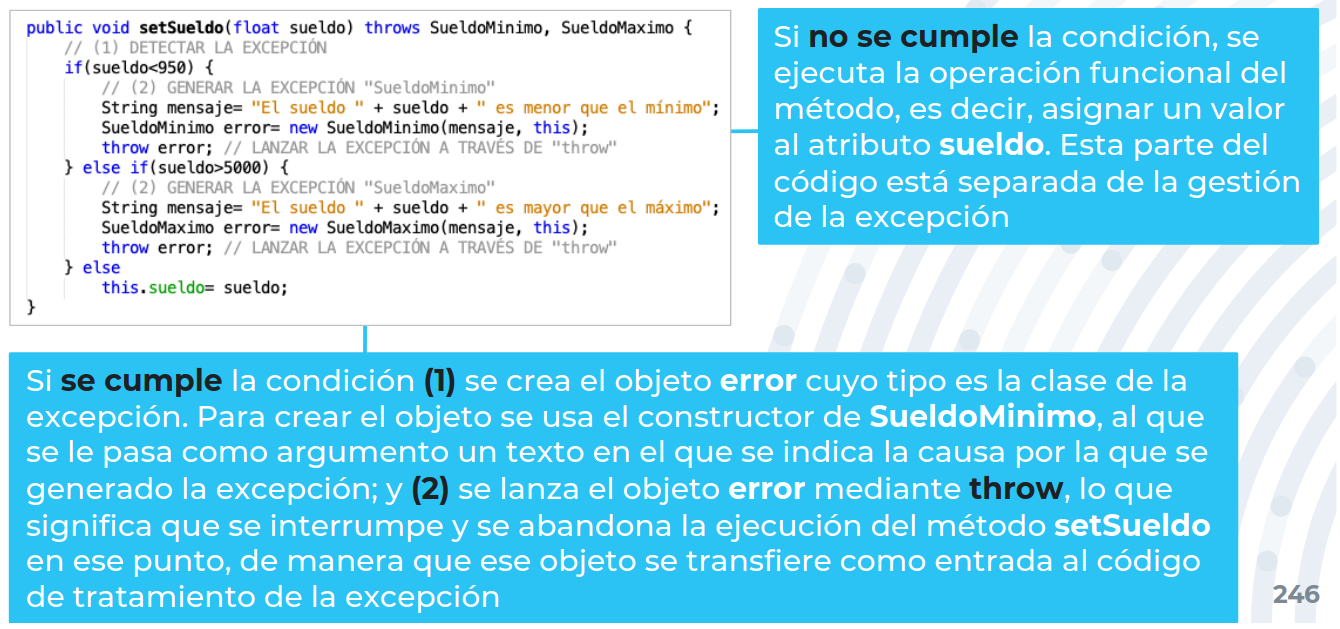 public void setSueldo(float sueldo) throws SueldoMinimo, SueldoMaximo {
// (1) DETECTAR LA EXCEPCIÓN
if(sueldo<950) {
// (2) GENERAR LA EXCEPCIÓN "SueldoMinimo"
String mensaje= "El sueldo " + sueldo + " es menor que el mínimo";
SueldoMinimo error= new SueldoMinimo(mensaje, this);
throw error; // LANZAR LA EXCEPCIÓN A TRAVÉS DE "throw"
} else if(sueldo>5000) {
// (2) GENERAR LA EXCEPCIÓN "SueldoMaximo"
String mensaje= "El sueldo " + sueldo + " es mayor que el máximo";
SueldoMaximo error= new SueldoMaximo(mensaje, this);
throw error; // LANZAR LA EXCEPCIÓN A TRAVÉS DE "throw"
} else
this.sueldo= sueldo;
}
Si no se cumple la condición, se
ejecuta la operación funcional del
método, es decir, asignar un valor
al atributo sueldo. Esta parte del
código está separada de la gestión
de la excepción
Si se cumple la condición (1) se crea el objeto error cuyo tipo es la clase de la
excepción. Para crear el objeto se usa el constructor de SueldoMinimo, al que
se le pasa como argumento un texto en el que se indica la causa por la que se
generado la excepción; y (2) se lanza el objeto error mediante throw, lo que
significa que se interrumpe y se abandona la ejecución del método setSueldo
en ese punto, de manera que ese objeto se transfiere como entrada al código
de tratamiento de la excepción
246